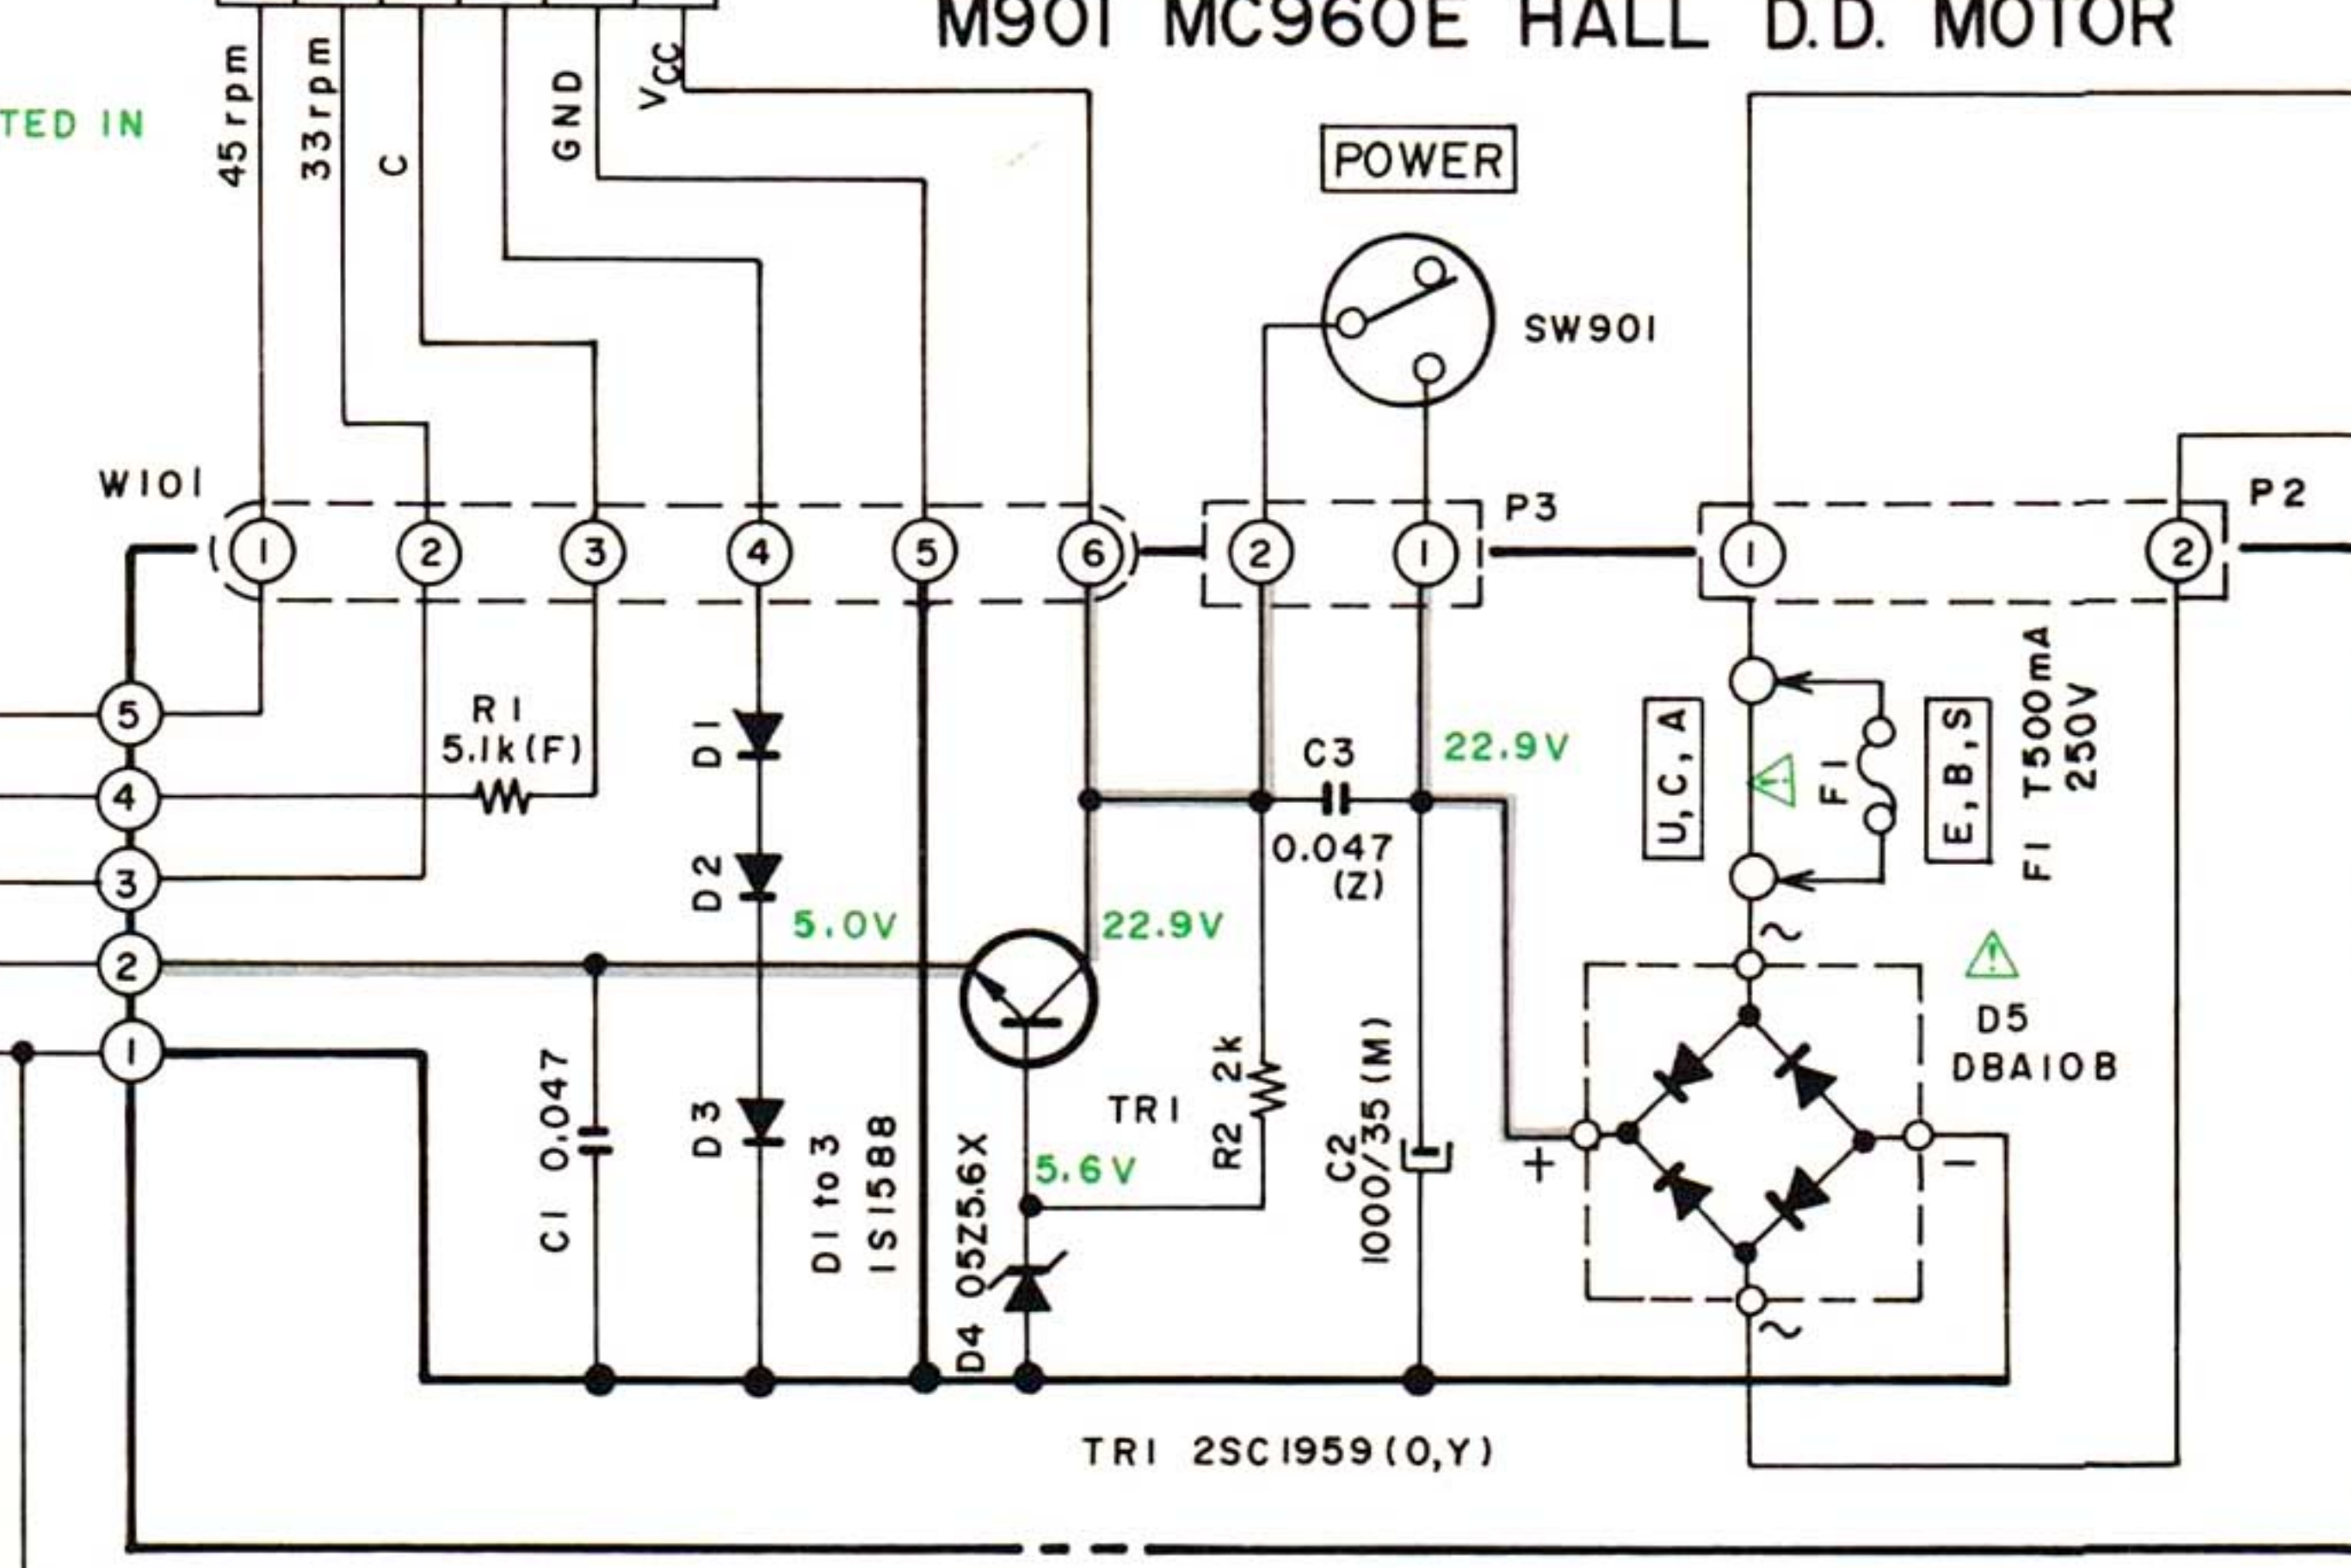 M901 MC960E HALL D.D. MOTOR
TED IN
45rpm
33rpm
C
GND
VCC
POWER
SW901
W101
P3
P2
1
2
3
4
5
6
2
1
1
2
5
4
3
2
1
R1
5.1k(F)
D1
D2
D3
5.0V
22.9V
C3
0.047
(Z)
22.9V
U,C,A
F1
E,B,S
F1 T500mA
250V
D5
DBA10B
C1 0.047
D1 to 3
1S1588
D4 05Z5.6X
5.6V
TR1
R2 2k
C2
1000/35(M)
+
−
~
~
TR1 2SC1959(O,Y)